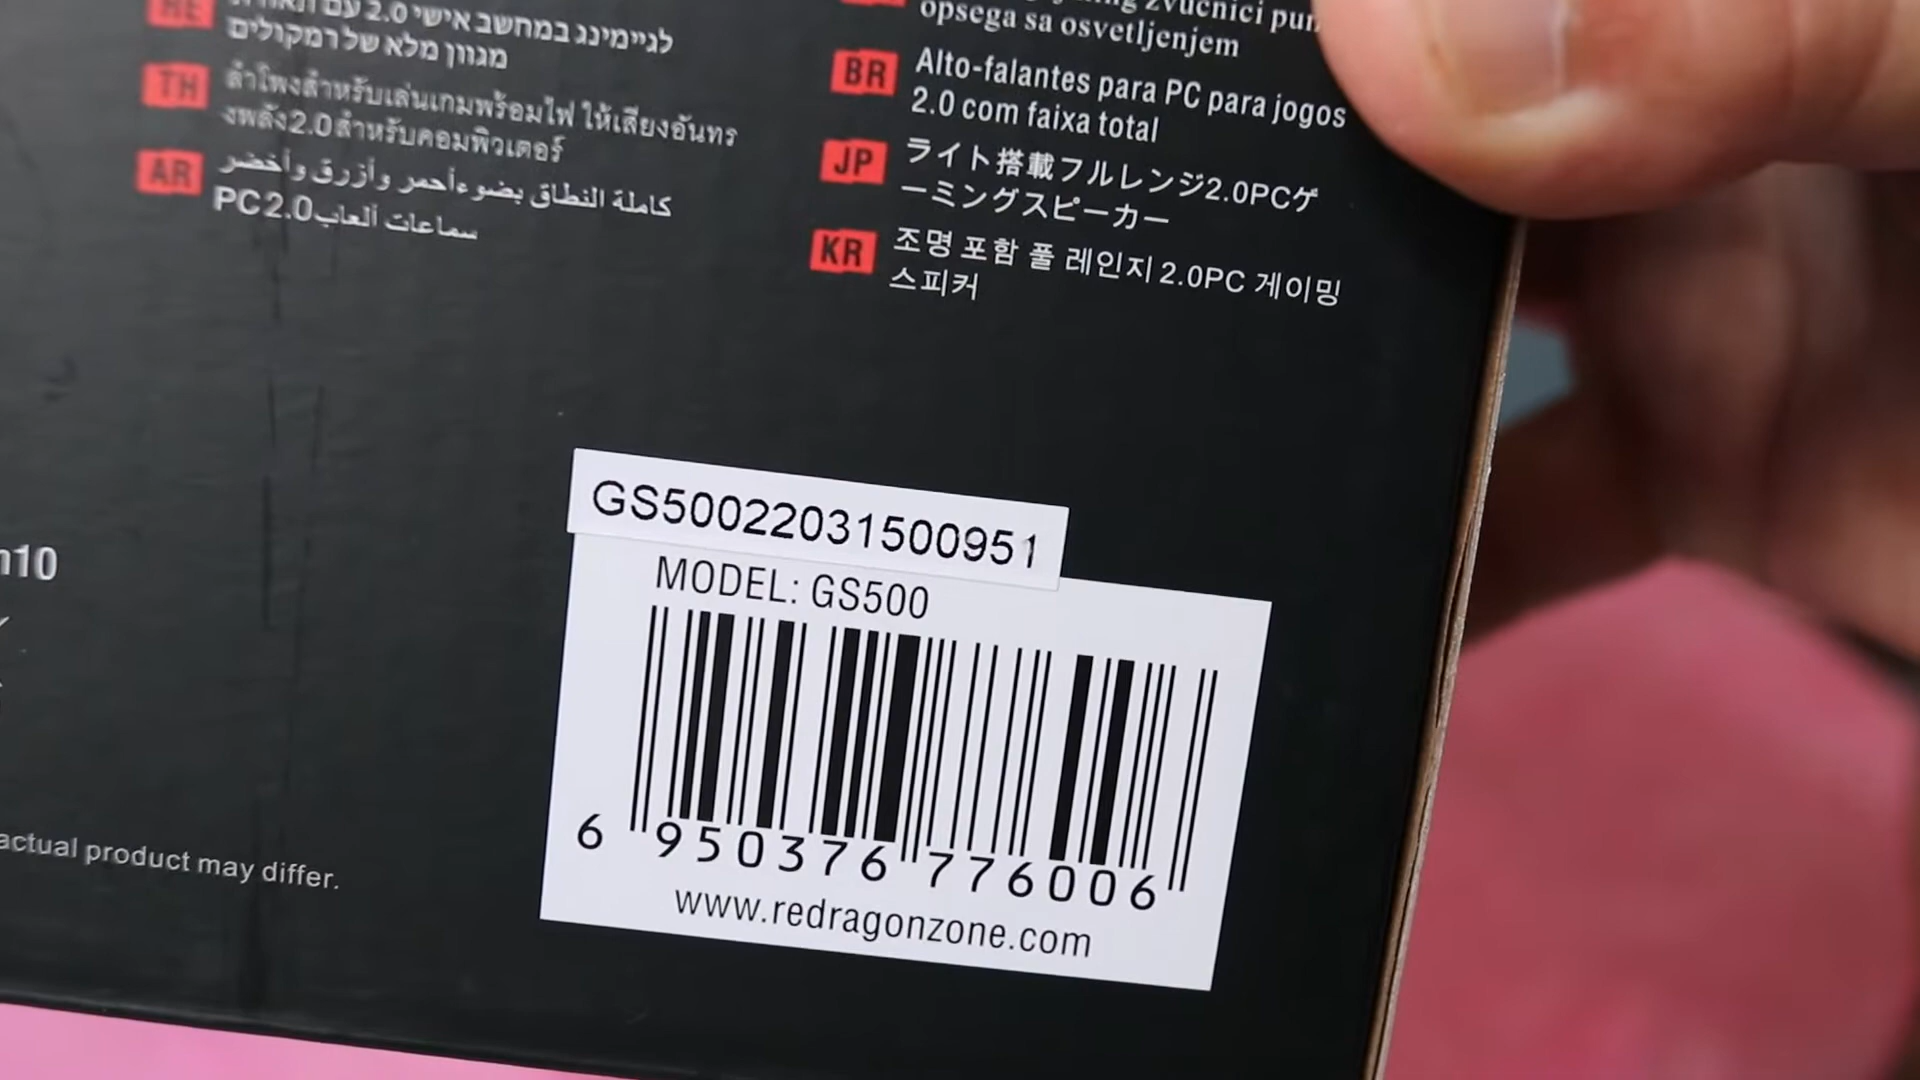 HE
לגיימינג במחשב אישי 2.0 עם
מגוון מלא של רמקולים
TH
ลำโพงสำหรับเล่นเกมพร้อมไฟ ให้เสียงอันทร
งพลัง2.0สำหรับคอมพิวเตอร์
AR
كاملة النطاق بضوءأحمر وأزرق وأخضر
سماعات ألعابPC2.0
zvučnici
opsega sa osvetljenjem
BR
Alto-falantes para PC para jogos
2.0 com faixa total
JP
ライト搭載フルレンジ2.0PCゲ
ーミングスピーカー
KR
조명 포함 풀 레인지 2.0PC 게이밍
스피커
GS50022031500951
MODEL: GS500
6 950376 776006
www.redragonzone.com
actual product may differ.